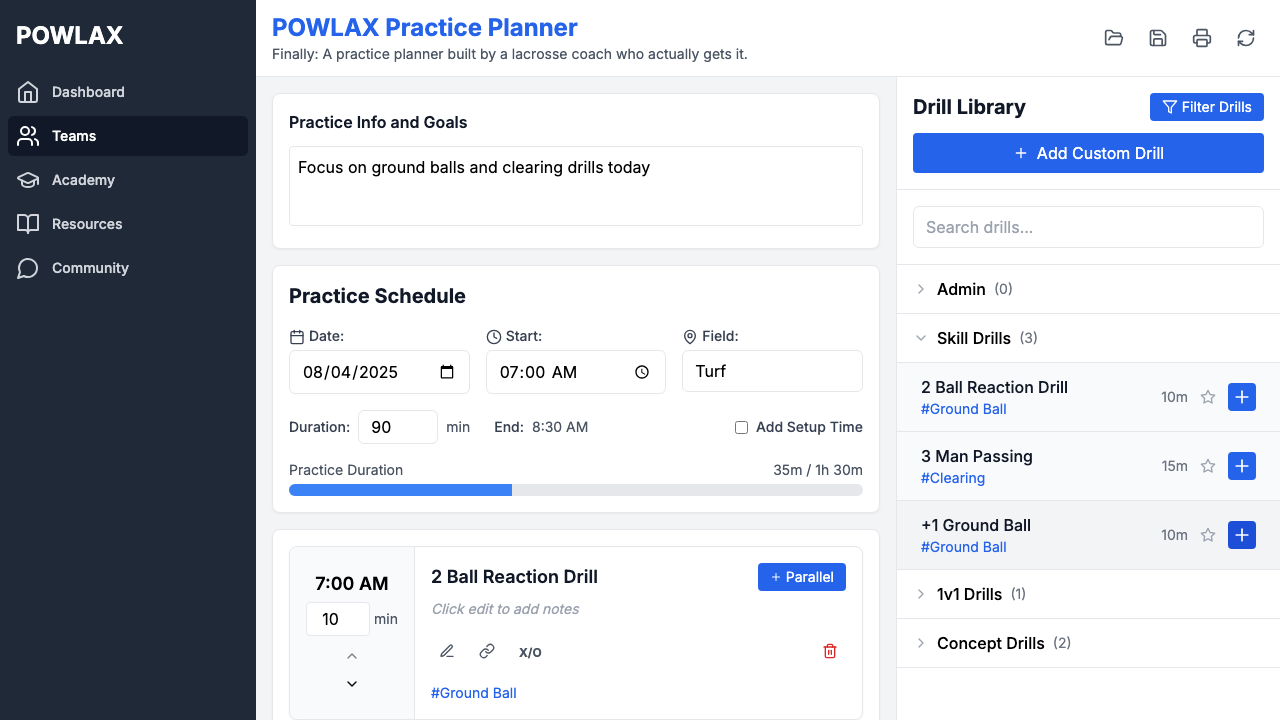 POWLAX
Dashboard
Teams
Academy
Resources
Community
POWLAX Practice Planner
Finally: A practice planner built by a lacrosse coach who actually gets it.
Practice Info and Goals
Focus on ground balls and clearing drills today
Practice Schedule
Date:
Start:
Field:
08/04/2025
07:00 AM
Turf
Duration:
90
min
End: 8:30 AM
Add Setup Time
Practice Duration
35m / 1h 30m
7:00 AM
10
min
2 Ball Reaction Drill
+ Parallel
Click edit to add notes
X/O
#Ground Ball
Drill Library
Filter Drills
+ Add Custom Drill
Search drills...
Admin (0)
Skill Drills (3)
2 Ball Reaction Drill
#Ground Ball
10m
3 Man Passing
#Clearing
15m
+1 Ground Ball
#Ground Ball
10m
1v1 Drills (1)
Concept Drills (2)